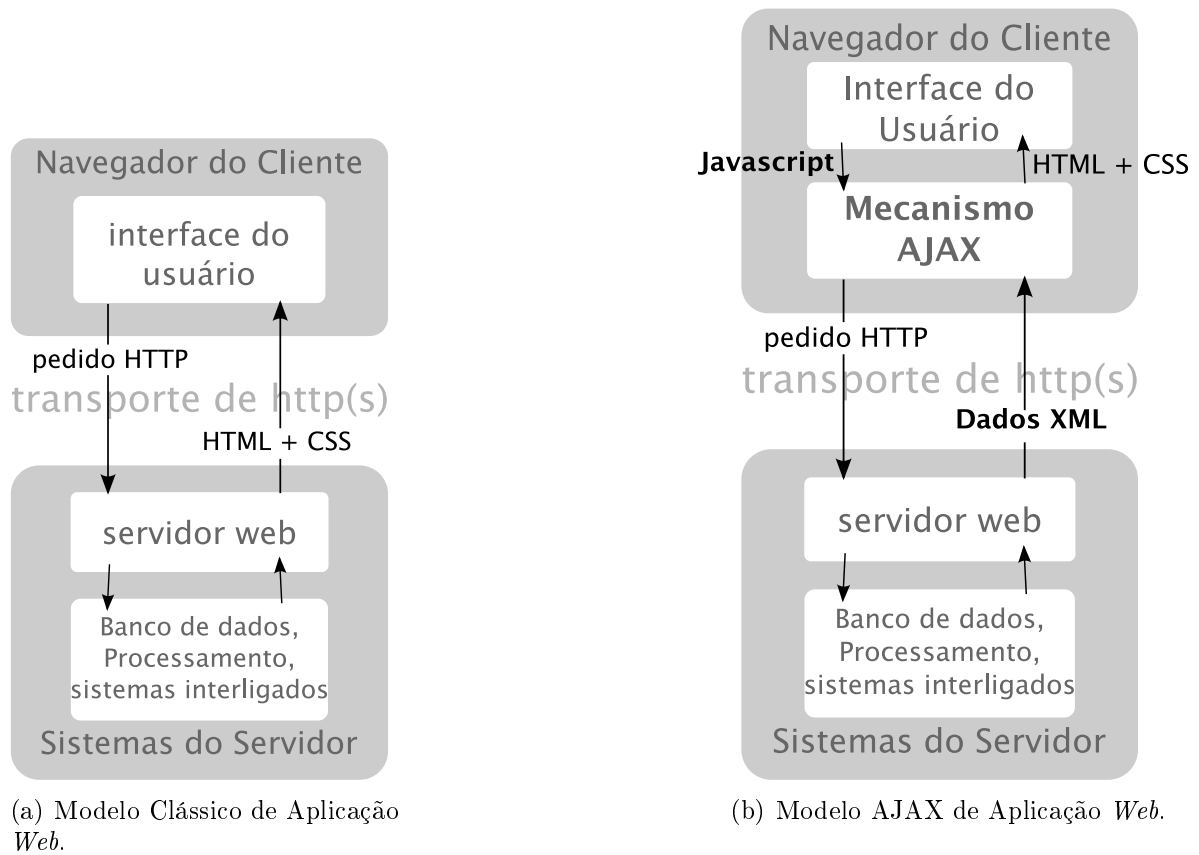 Navegador do Cliente
interface do
usuário
pedido HTTP
transporte de http(s)
HTML + CSS
servidor web
Banco de dados,
Processamento,
sistemas interligados
Sistemas do Servidor
(a) Modelo Clássico de Aplicação
Web.
Navegador do Cliente
Interface do
Usuário
Javascript
HTML + CSS
Mecanismo
AJAX
pedido HTTP
transporte de http(s)
Dados XML
servidor web
Banco de dados,
Processamento,
sistemas interligados
Sistemas do Servidor
(b) Modelo AJAX de Aplicação Web.